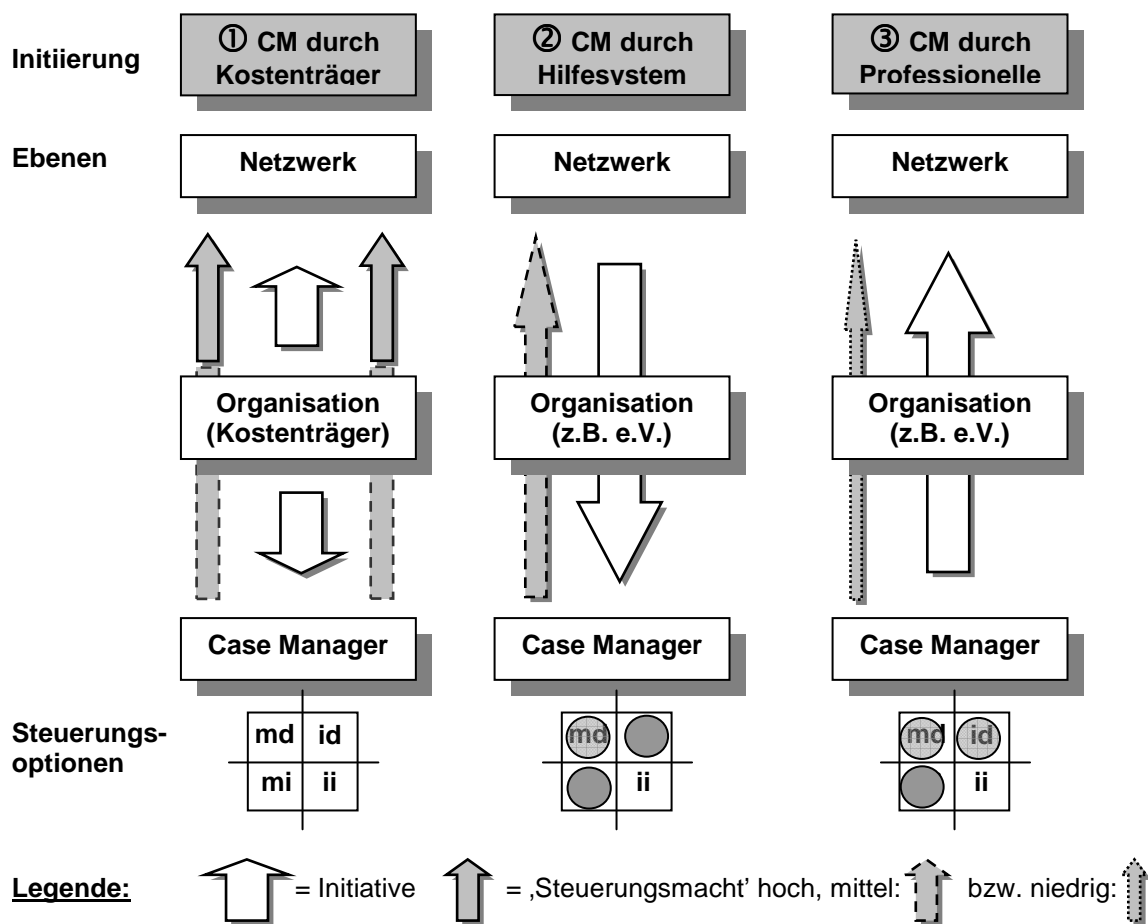 Initiierung
① CM durch
Kostenträger
② CM durch
Hilfesystem
③ CM durch
Professionelle
Ebenen
Netzwerk
Netzwerk
Netzwerk
Organisation
(Kostenträger)
Organisation
(z.B. e.V.)
Organisation
(z.B. e.V.)
Case Manager
Case Manager
Case Manager
Steuerungs-
optionen
md id
mi ii
md
ii
md id
ii
Legende: = Initiative = ‚Steuerungsmacht’ hoch, mittel: bzw. niedrig: